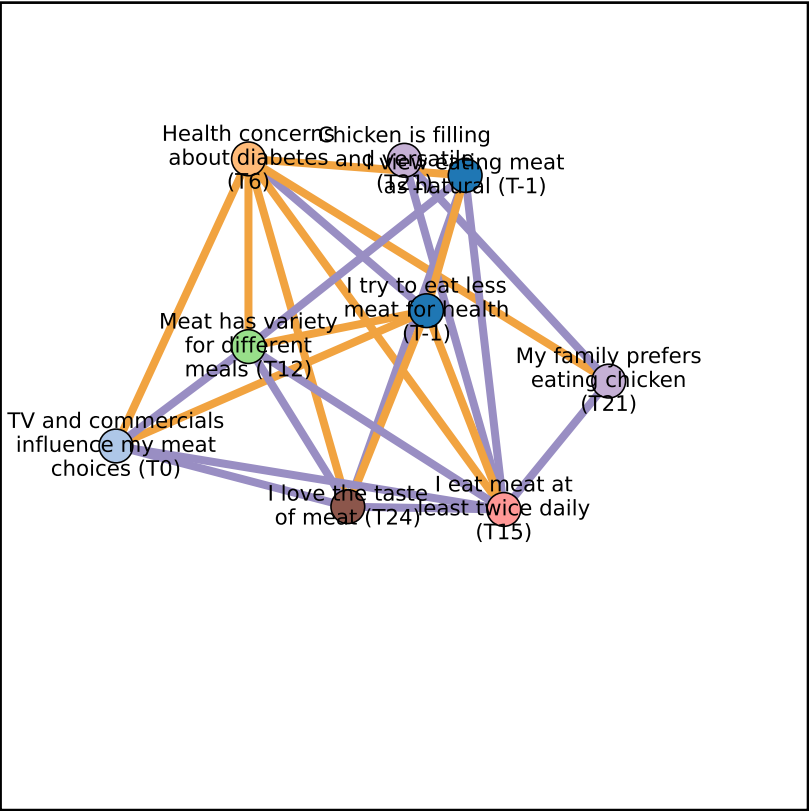 Health concerns
about diabetes
(T6)
Chicken is filling
and versatile
(T21)
I view eating meat
as natural (T-1)
I try to eat less
meat for health
(T-1)
Meat has variety
for different
meals (T12)
My family prefers
eating chicken
(T21)
TV and commercials
influence my meat
choices (T0)
I love the taste
of meat (T24)
I eat meat at
least twice daily
(T15)